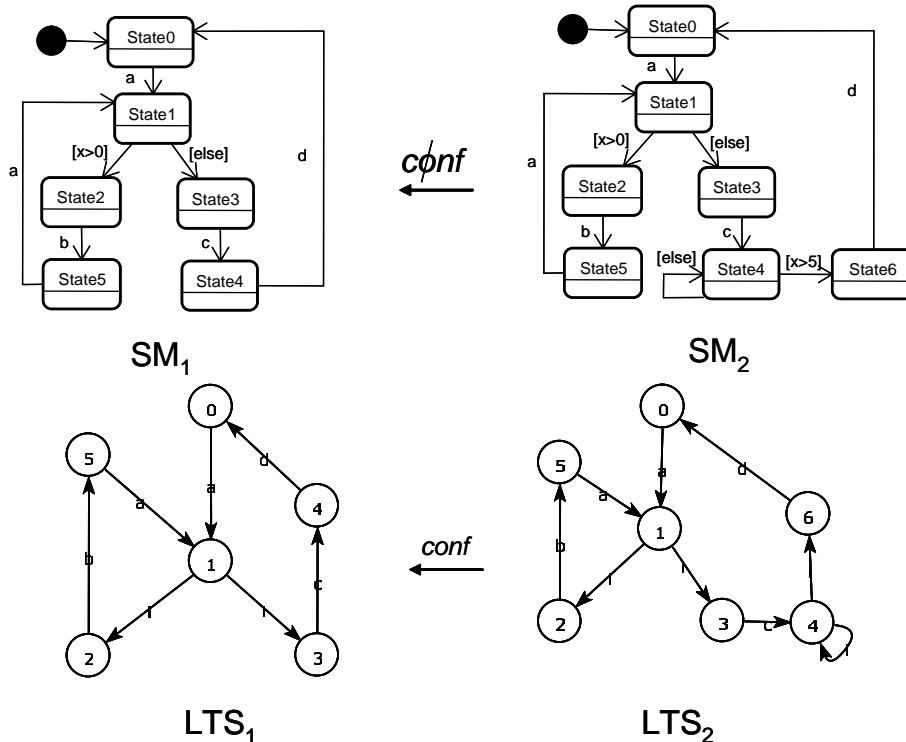 State0
a
State1
[x>0]
[else]
State2
State3
b
c
State5
State4
a
d
SM1
conf
State0
a
State1
[x>0]
[else]
State2
State3
b
c
[else]
[x>5]
State5
State4
State6
d
SM2
0
5
d
a
a
4
1
b
c
i
i
2
3
LTS1
conf
0
5
d
a
a
6
1
b
i
i
i
2
3
c
4
i
LTS2